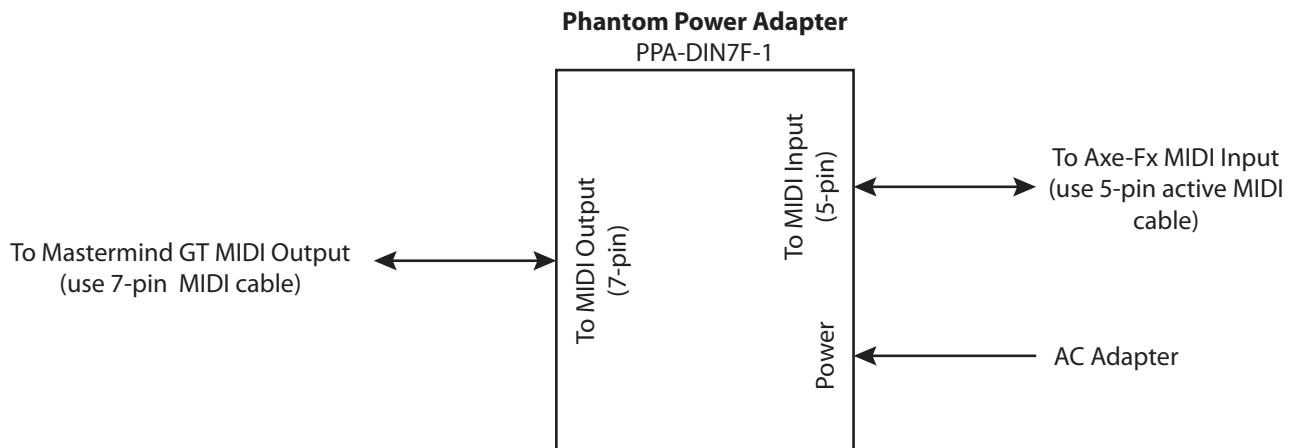 Phantom Power Adapter
PPA-DIN7F-1
To MIDI Output
(7-pin)
To MIDI Input
(5-pin)
Power
To Mastermind GT MIDI Output
(use 7-pin MIDI cable)
To Axe-Fx MIDI Input
(use 5-pin active MIDI
cable)
AC Adapter